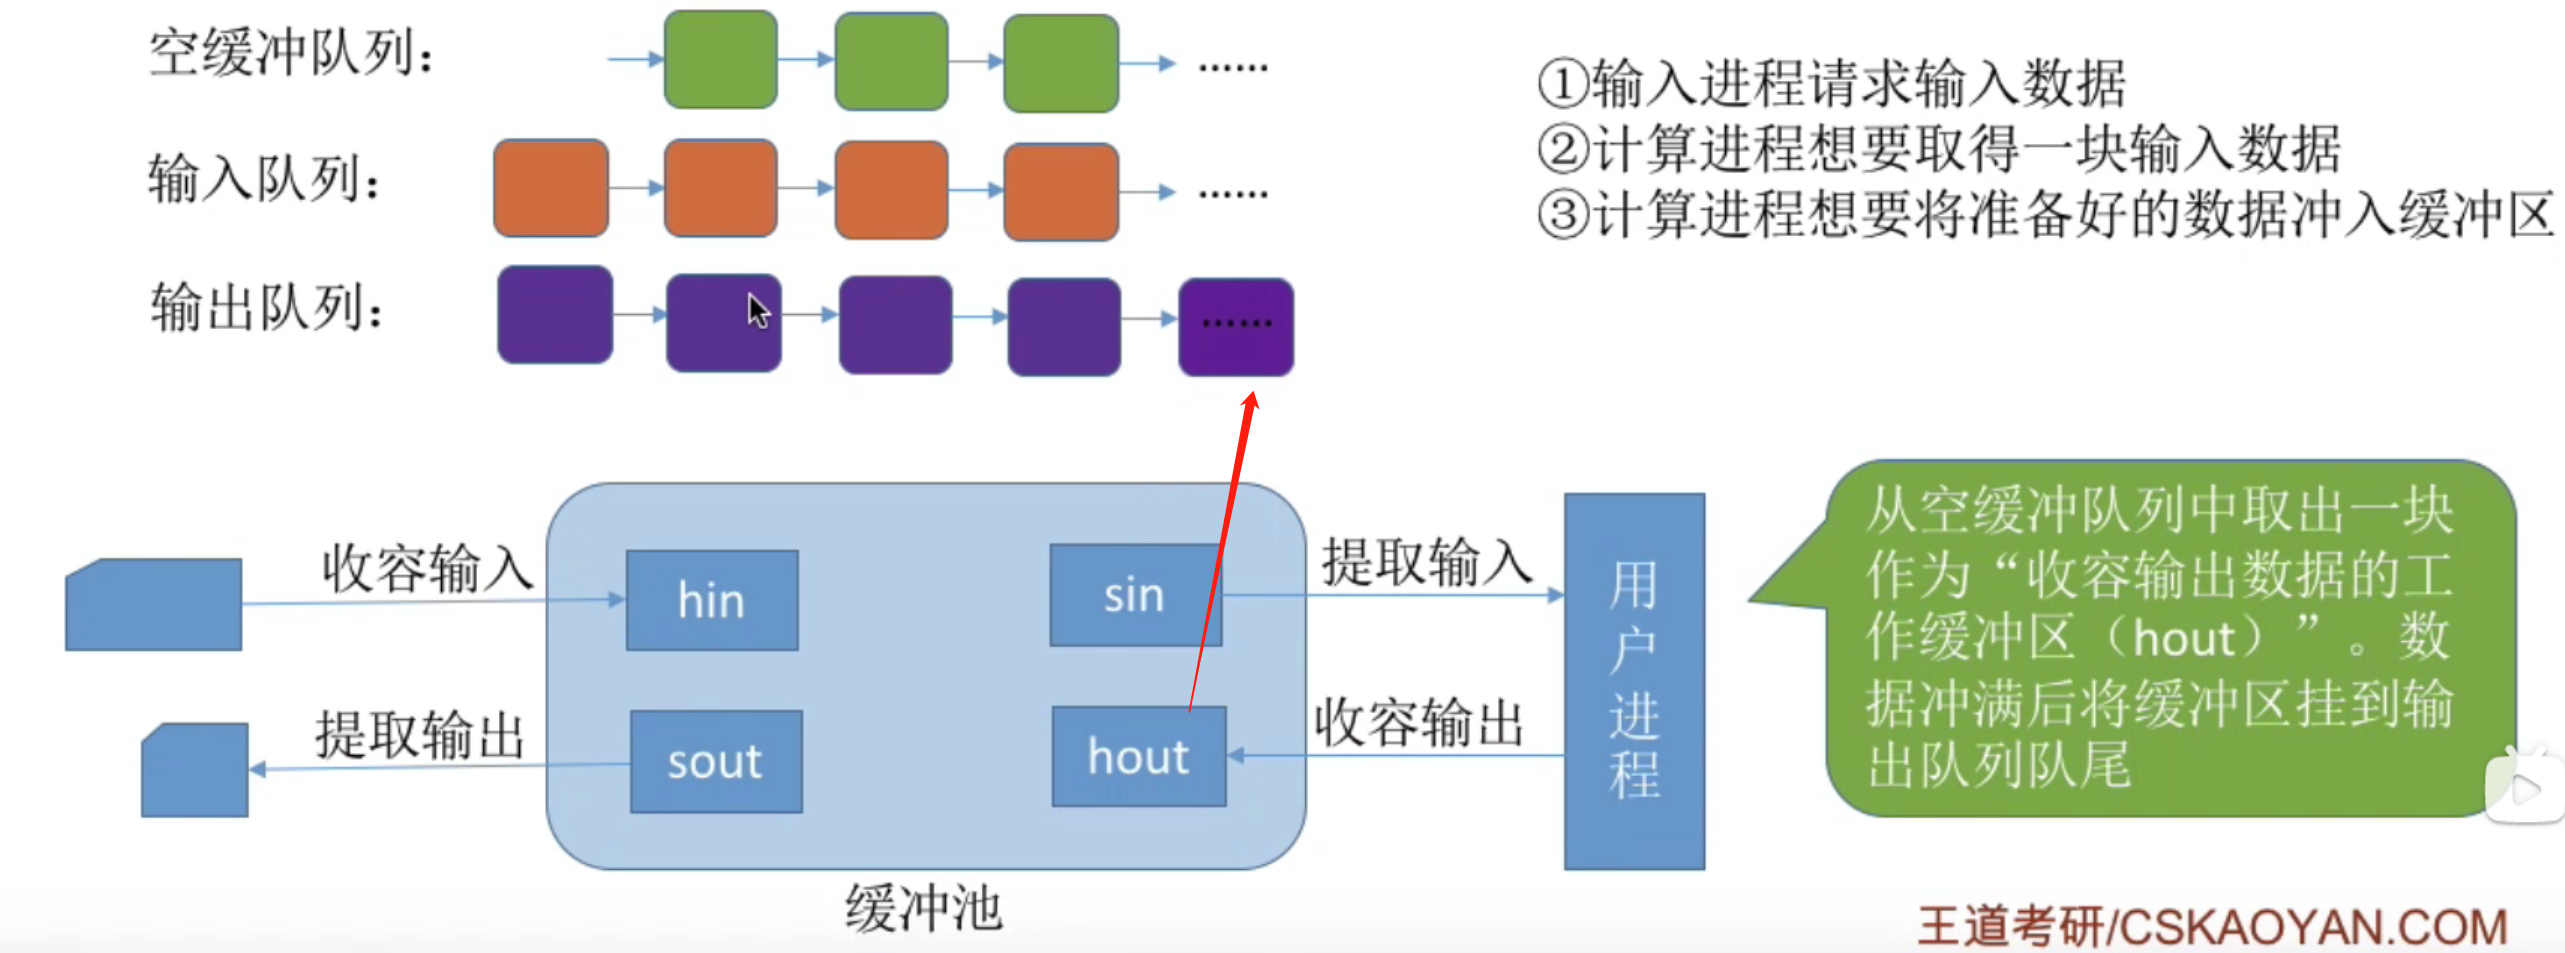 空缓冲队列：
……
输入队列：
……
输出队列：
……
①输入进程请求输入数据
②计算进程想要取得一块输入数据
③计算进程想要将准备好的数据冲入缓冲区
收容输入
hin
sin
提取输入
提取输出
sout
hout
收容输出
用户进程
缓冲池
从空缓冲队列中取出一块
作为“收容输出数据的工
作缓冲区（hout）”。数
据冲满后将缓冲区挂到输
出队列队尾
王道考研/CSKAOYAN.COM